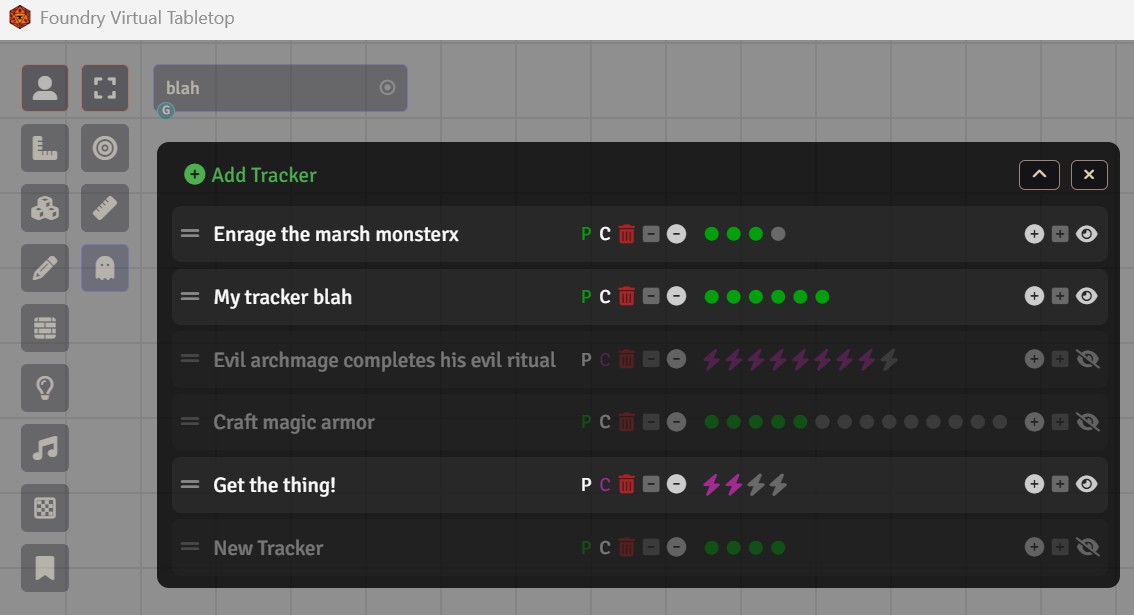 Foundry Virtual Tabletop
blah
G
Add Tracker
Enrage the marsh monsterx P C
My tracker blah P C
Evil archmage completes his evil ritual P C
Craft magic armor P C
Get the thing! P C
New Tracker P C